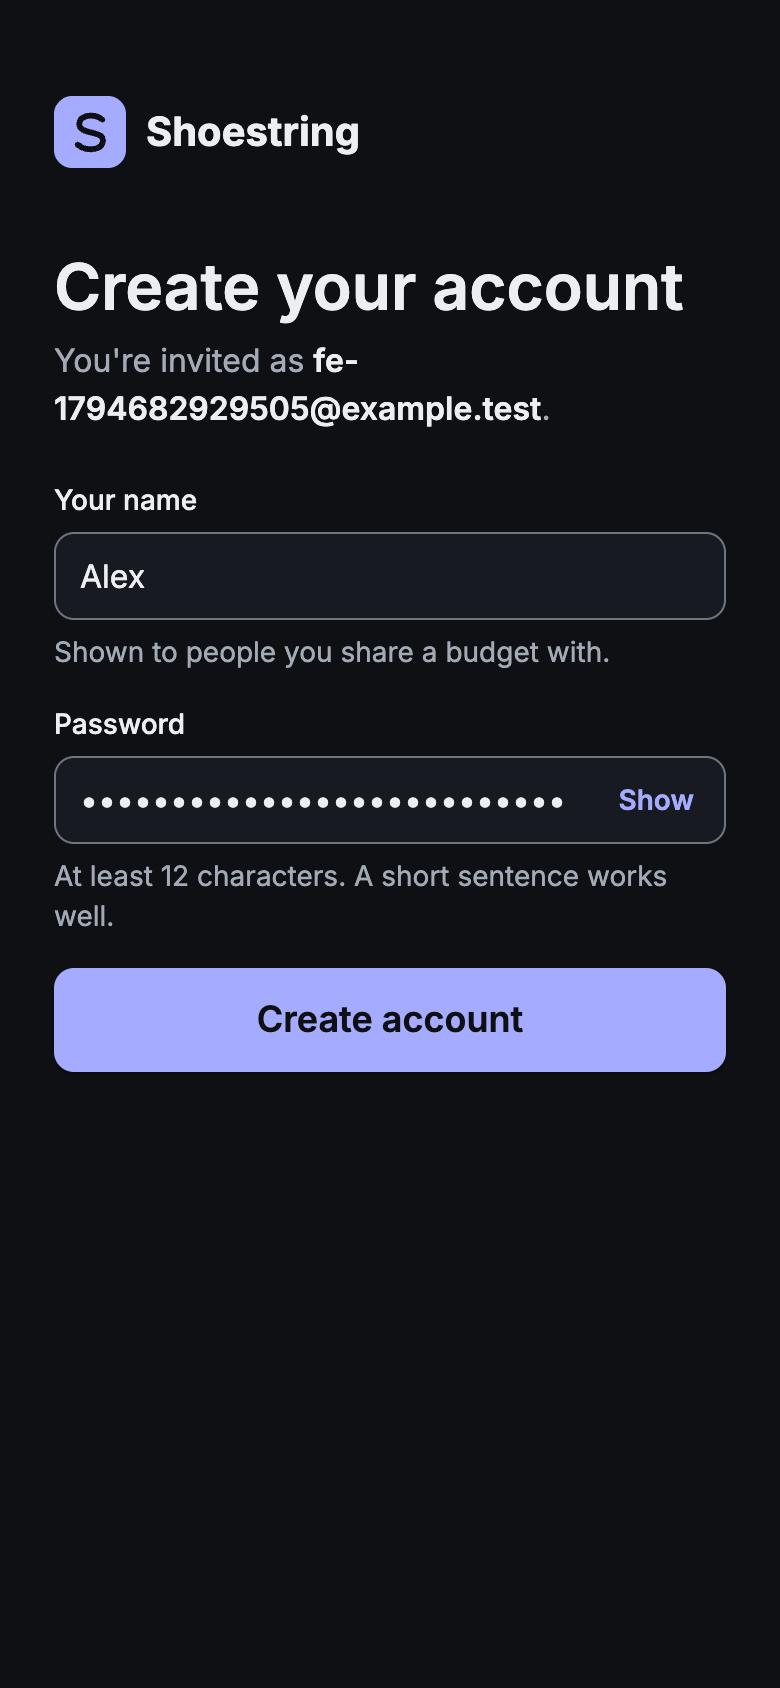 S Shoestring
Create your account
You're invited as fe-
1794682929505@example.test.
Your name
Alex
Shown to people you share a budget with.
Password
••••••••••••••••••••••••••• Show
At least 12 characters. A short sentence works
well.
Create account